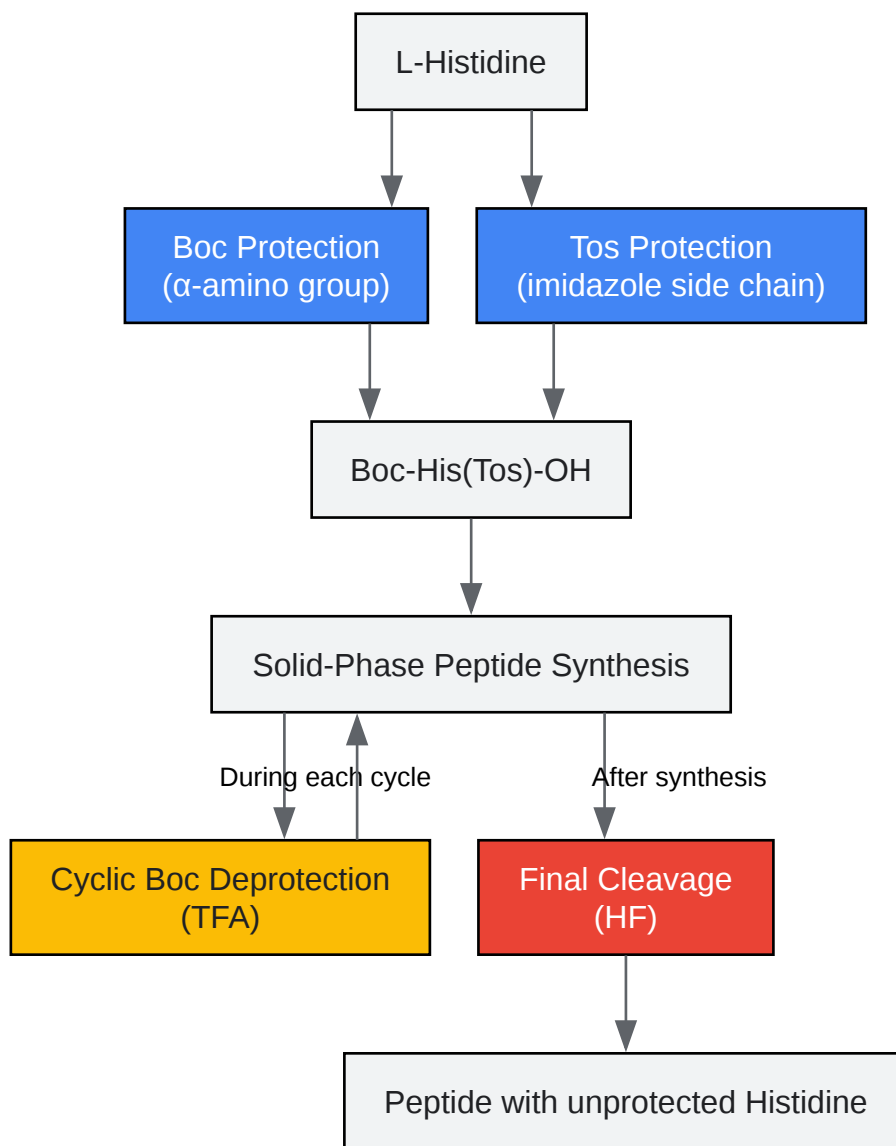 L-Histidine
Boc Protection
(α-amino group)
Tos Protection
(imidazole side chain)
Boc-His(Tos)-OH
Solid-Phase Peptide Synthesis
During each cycle
After synthesis
Cyclic Boc Deprotection
(TFA)
Final Cleavage
(HF)
Peptide with unprotected Histidine